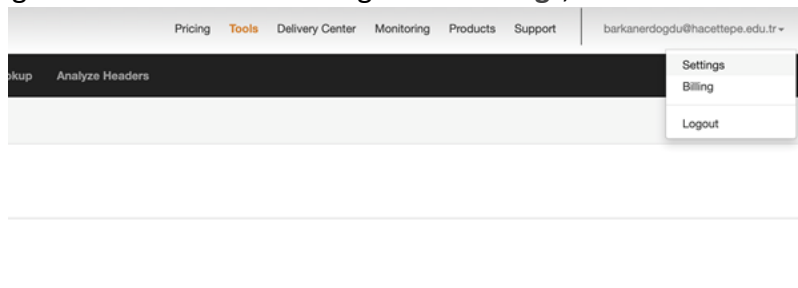 Pricing Tools Delivery Center Monitoring Products Support barkanerdogdu@hacettepe.edu.tr
Analyze Headers
Settings
Billing
Logout